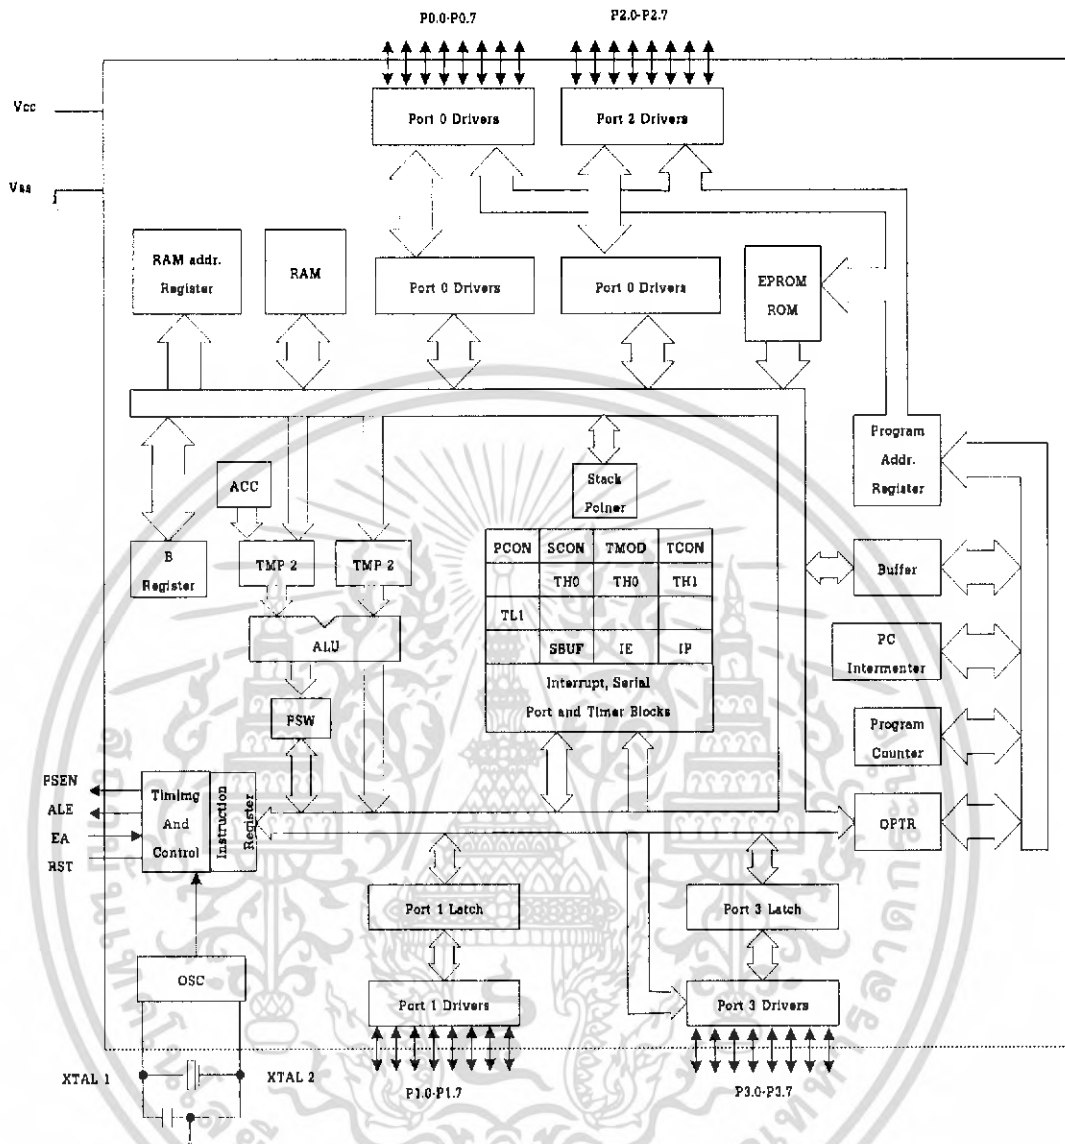 P0.0-P0.7
P2.0-P2.7
Vcc
Port 0 Drivers
Port 2 Drivers
Vss
RAM addr.
Register
RAM
Port 0 Drivers
Port 0 Drivers
EPROM
ROM
Program
Addr.
Register
ACC
Stack
Poiner
B
Register
TMP 2
TMP 2
PCON SCON TMOD TCON
TH0 TH0 TH1
TL1
SBUF IE IP
Interrupt, Serial
Port and Timer Blocks
Buffer
ALU
PC
Intermenter
PSW
Program
Counter
PSEN
ALE
EA
RST
Timimg
And
Control
Instruction
Register
QPTR
Port 1 Latch
Port 3 Latch
OSC
Port 1 Drivers
Port 3 Drivers
XTAL 1
XTAL 2
P1.0-P1.7
P3.0-P3.7